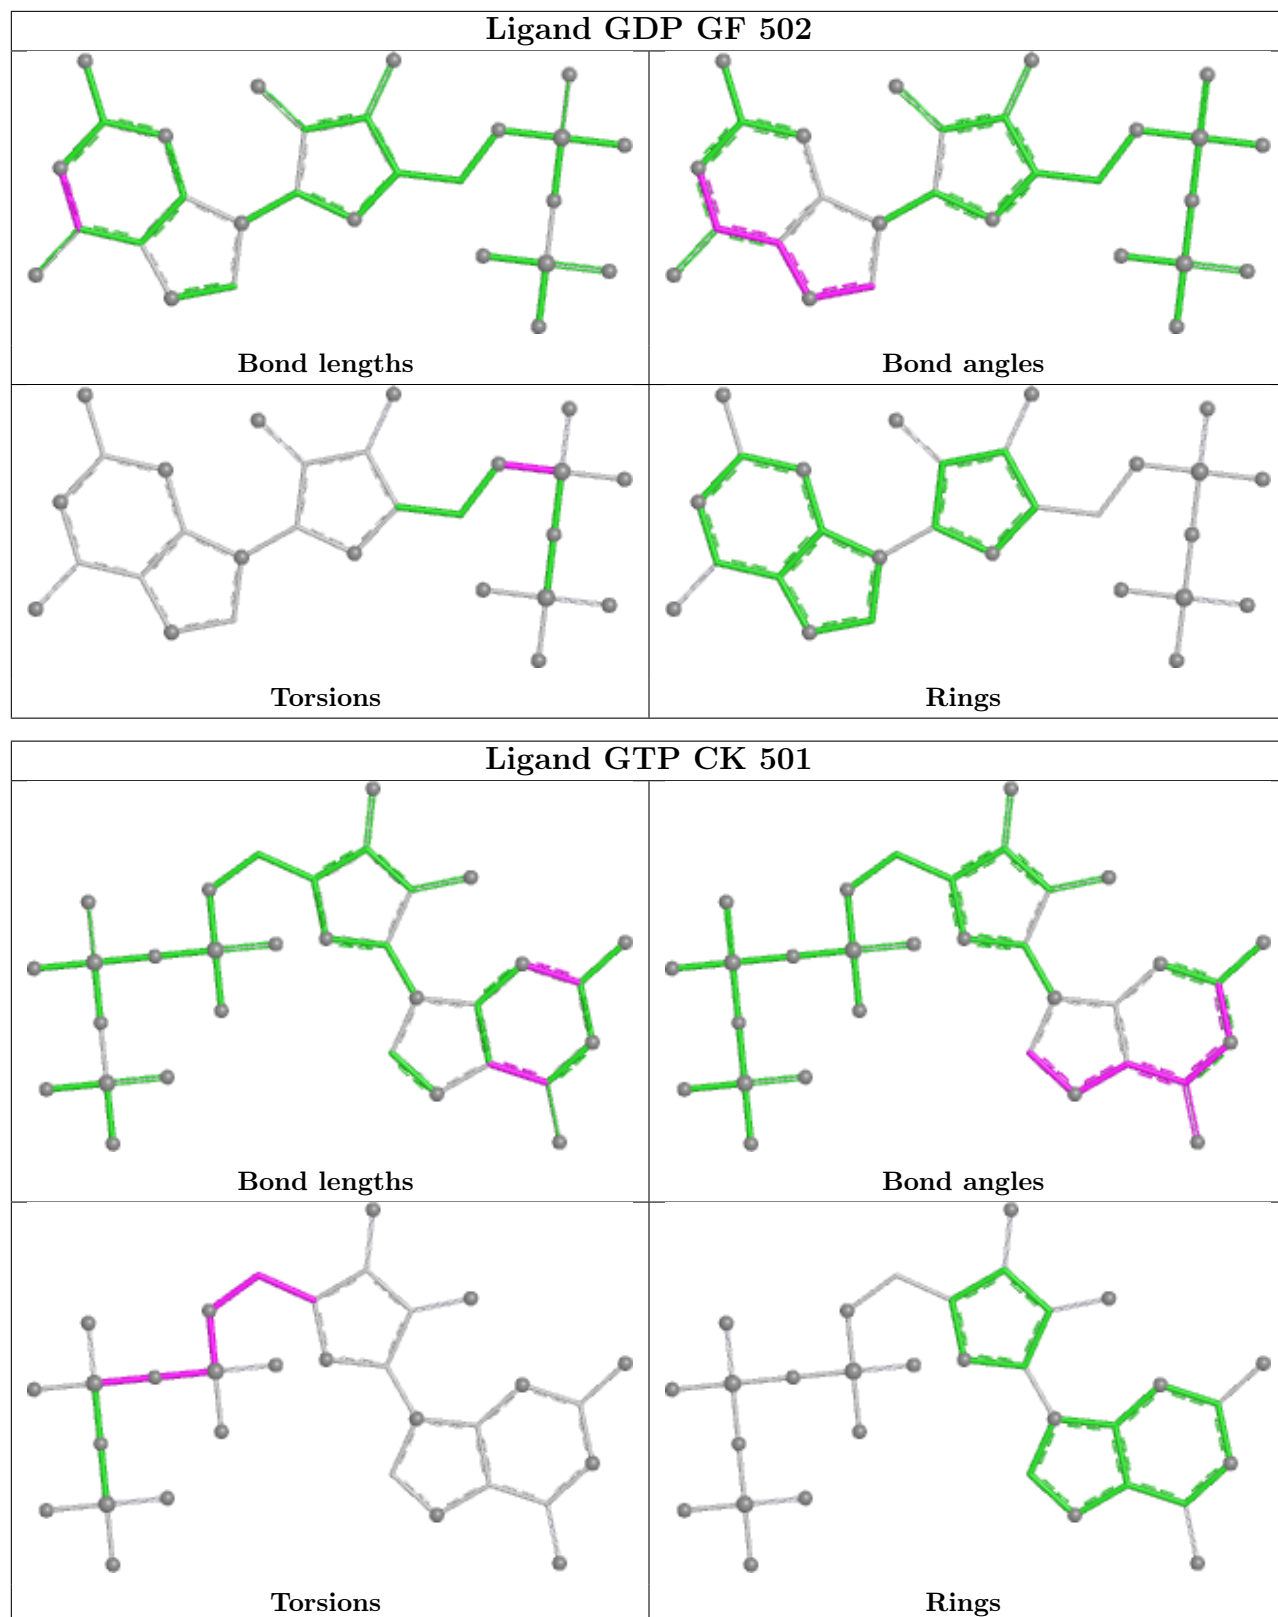 Ligand GDP GF 502
Bond lengths
Bond angles
Torsions
Rings
Ligand GTP CK 501
Bond lengths
Bond angles
Torsions
Rings